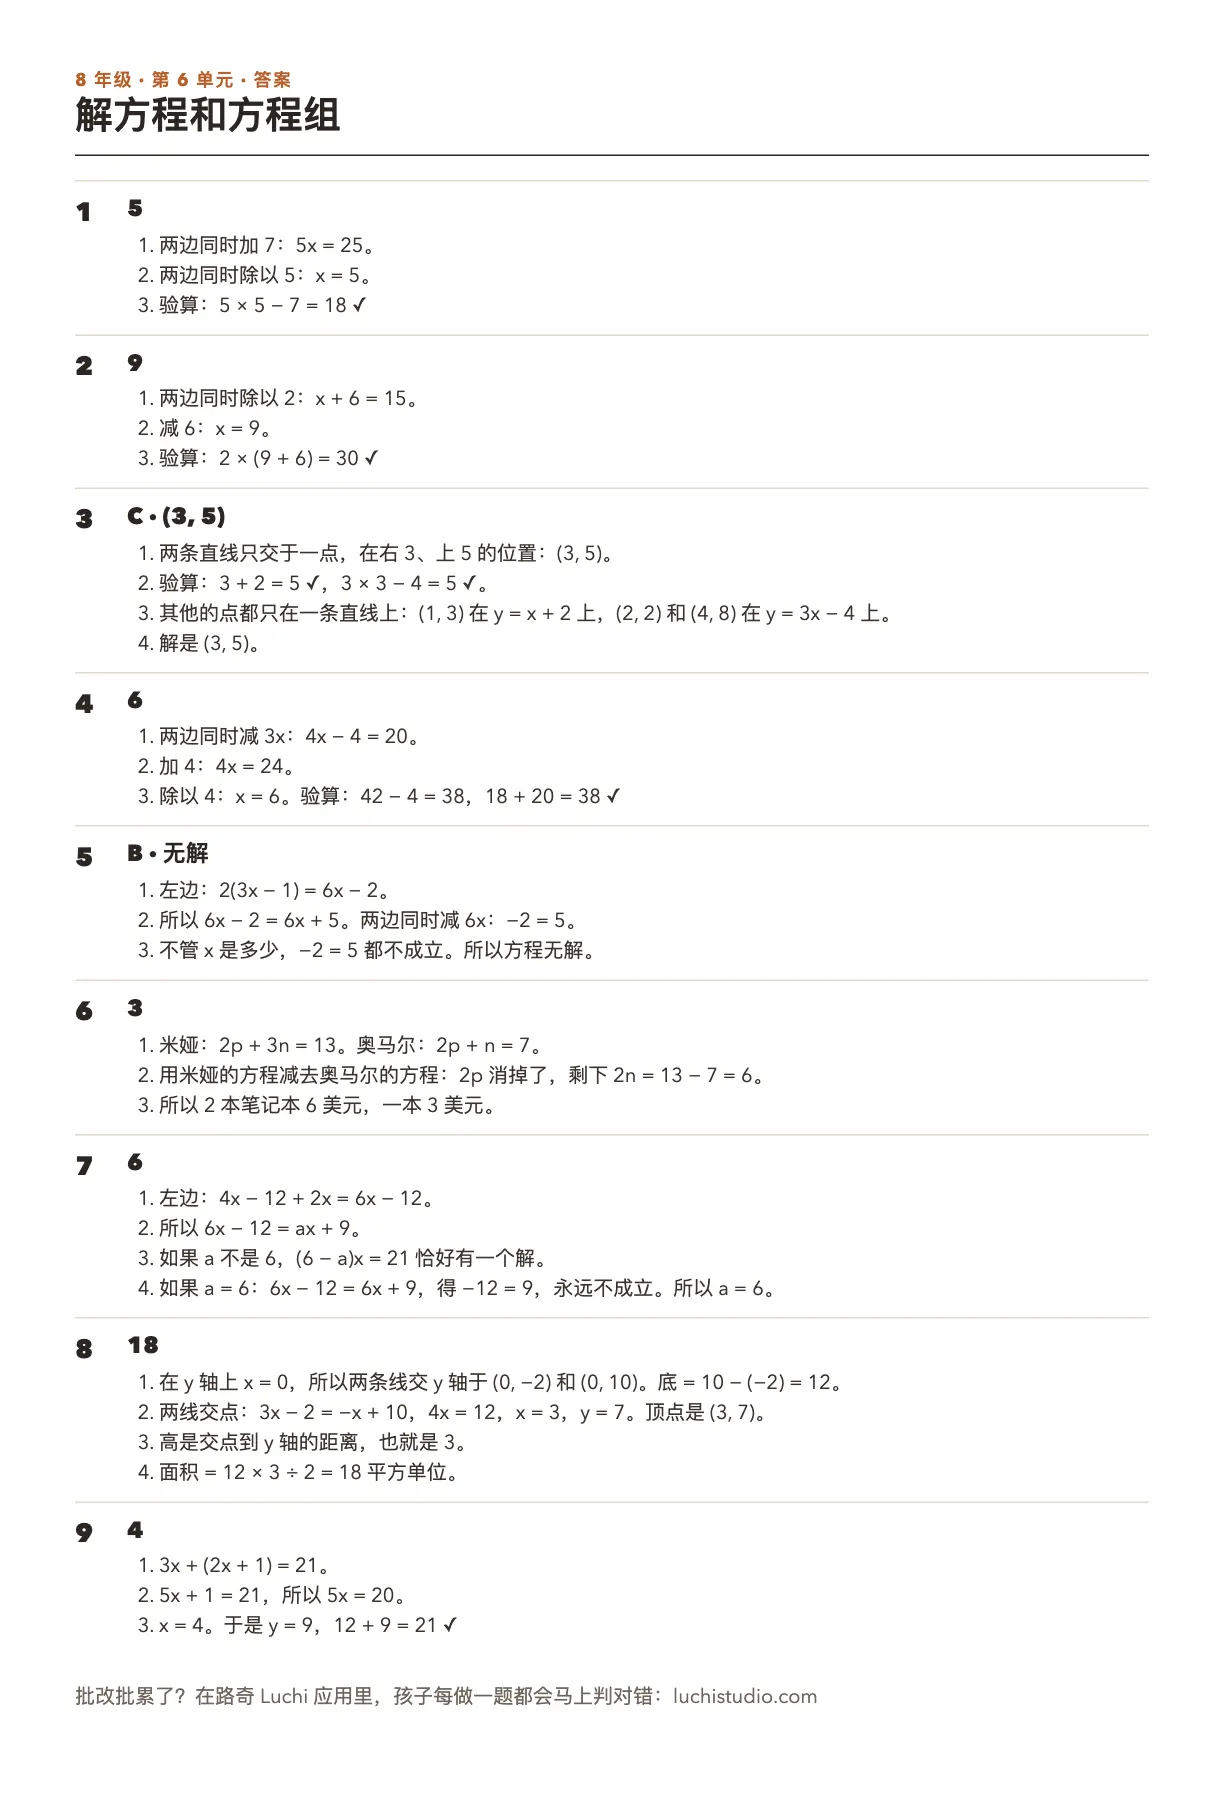 8 年级 · 第 6 单元 · 答案
解方程和方程组
1 5
1. 两边同时加 7：5x = 25。
2. 两边同时除以 5：x = 5。
3. 验算：5 × 5 − 7 = 18 ✓
2 9
1. 两边同时除以 2：x + 6 = 15。
2. 减 6：x = 9。
3. 验算：2 × (9 + 6) = 30 ✓
3 C · (3, 5)
1. 两条直线只交于一点，在右 3、上 5 的位置：(3, 5)。
2. 验算：3 + 2 = 5 ✓，3 × 3 − 4 = 5 ✓。
3. 其他的点都只在一条直线上：(1, 3) 在 y = x + 2 上，(2, 2) 和 (4, 8) 在 y = 3x − 4 上。
4. 解是 (3, 5)。
4 6
1. 两边同时减 3x：4x − 4 = 20。
2. 加 4：4x = 24。
3. 除以 4：x = 6。验算：42 − 4 = 38，18 + 20 = 38 ✓
5 B · 无解
1. 左边：2(3x − 1) = 6x − 2。
2. 所以 6x − 2 = 6x + 5。两边同时减 6x：−2 = 5。
3. 不管 x 是多少，−2 = 5 都不成立。所以方程无解。
6 3
1. 米娅：2p + 3n = 13。奥马尔：2p + n = 7。
2. 用米娅的方程减去奥马尔的方程：2p 消掉了，剩下 2n = 13 − 7 = 6。
3. 所以 2 本笔记本 6 美元，一本 3 美元。
7 6
1. 左边：4x − 12 + 2x = 6x − 12。
2. 所以 6x − 12 = ax + 9。
3. 如果 a 不是 6，(6 − a)x = 21 恰好有一个解。
4. 如果 a = 6：6x − 12 = 6x + 9，得 −12 = 9，永远不成立。所以 a = 6。
8 18
1. 在 y 轴上 x = 0，所以两条线交 y 轴于 (0, −2) 和 (0, 10)。底 = 10 − (−2) = 12。
2. 两线交点：3x − 2 = −x + 10，4x = 12，x = 3，y = 7。顶点是 (3, 7)。
3. 高是交点到 y 轴的距离，也就是 3。
4. 面积 = 12 × 3 ÷ 2 = 18 平方单位。
9 4
1. 3x + (2x + 1) = 21。
2. 5x + 1 = 21，所以 5x = 20。
3. x = 4。于是 y = 9，12 + 9 = 21 ✓
批改批累了？在路奇 Luchi 应用里，孩子每做一题都会马上判对错：luchistudio.com